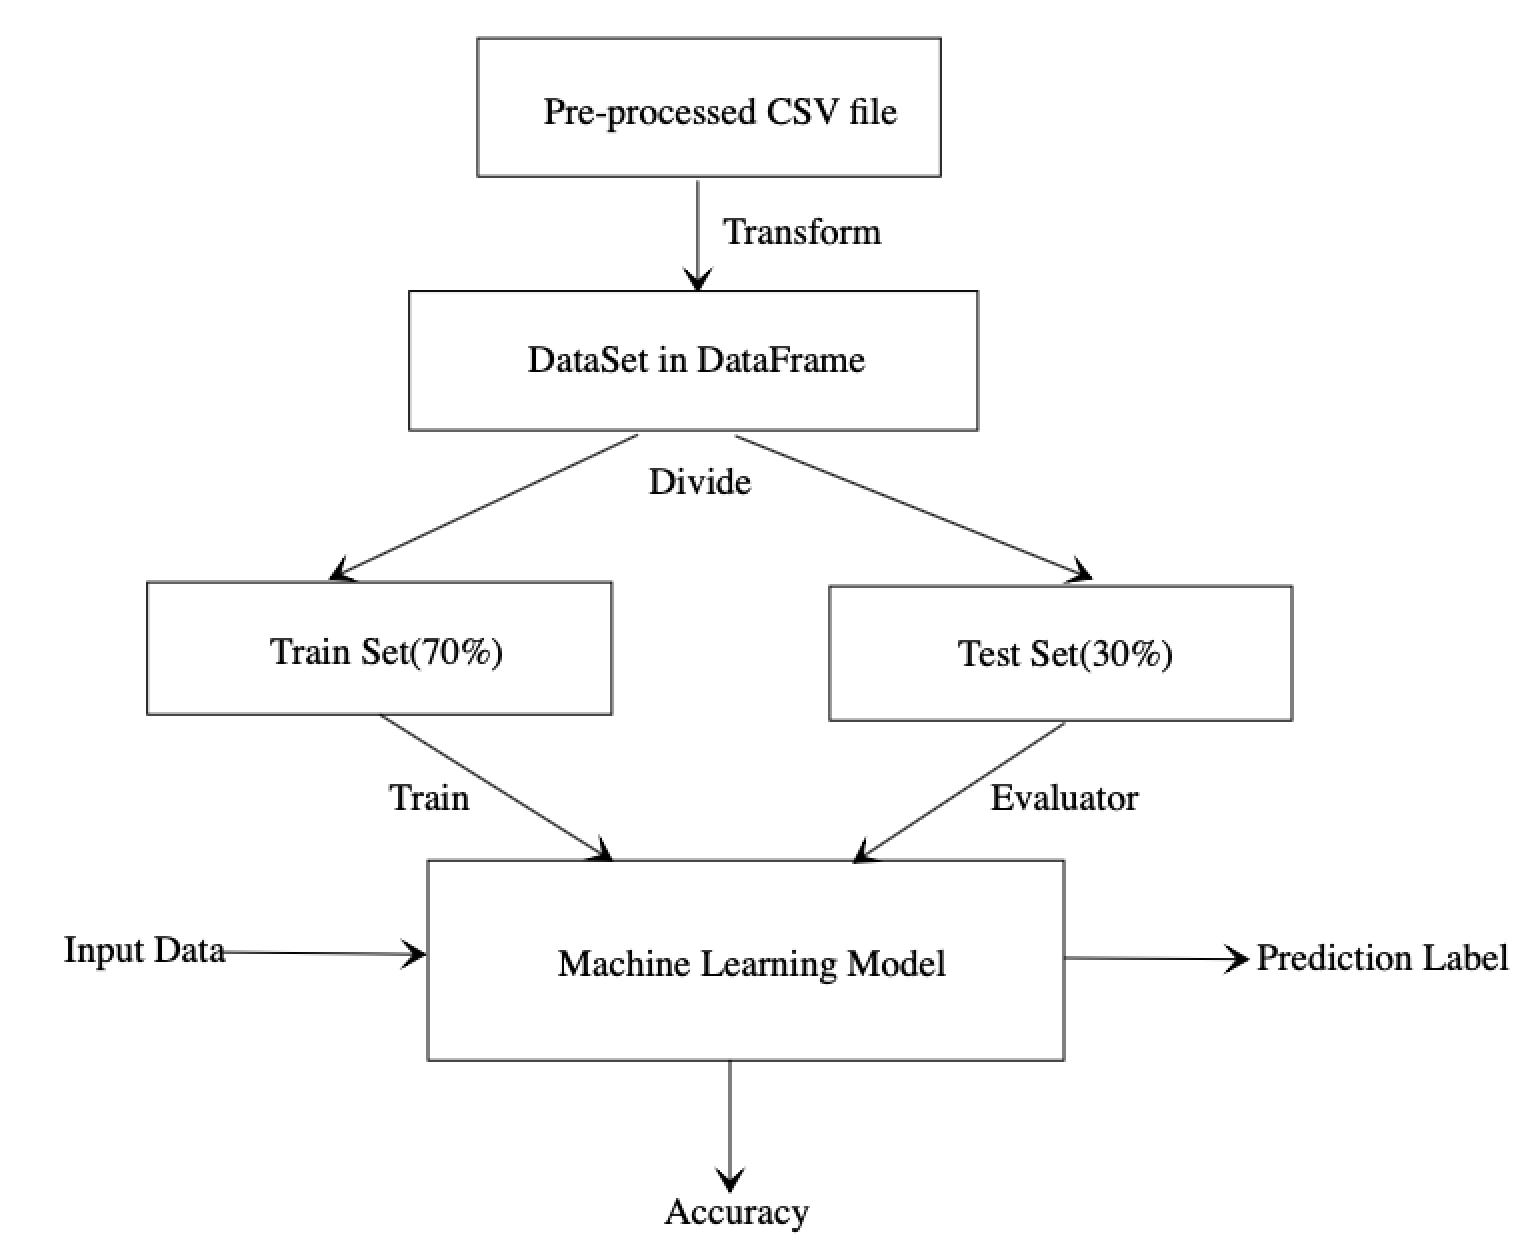 Pre-processed CSV file
Transform
DataSet in DataFrame
Divide
Train Set(70%)
Test Set(30%)
Train
Evaluator
Input Data
Machine Learning Model
Prediction Label
Accuracy